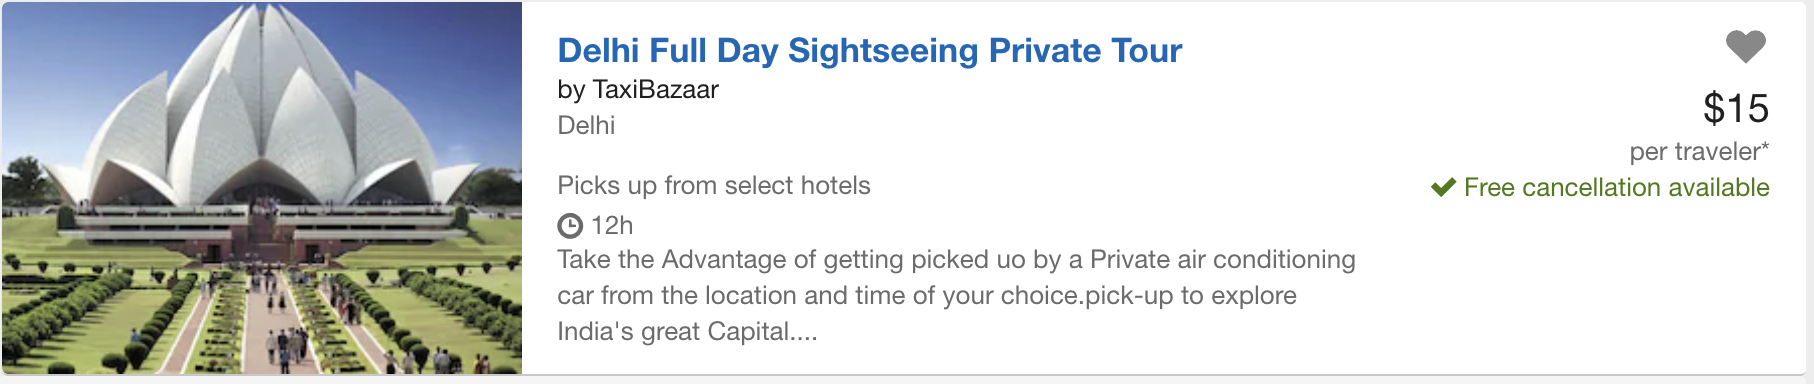 Delhi Full Day Sightseeing Private Tour
by TaxiBazaar
Delhi
$15
per traveler*
Free cancellation available
Picks up from select hotels
12h
Take the Advantage of getting picked uo by a Private air conditioning
car from the location and time of your choice.pick-up to explore
India's great Capital....